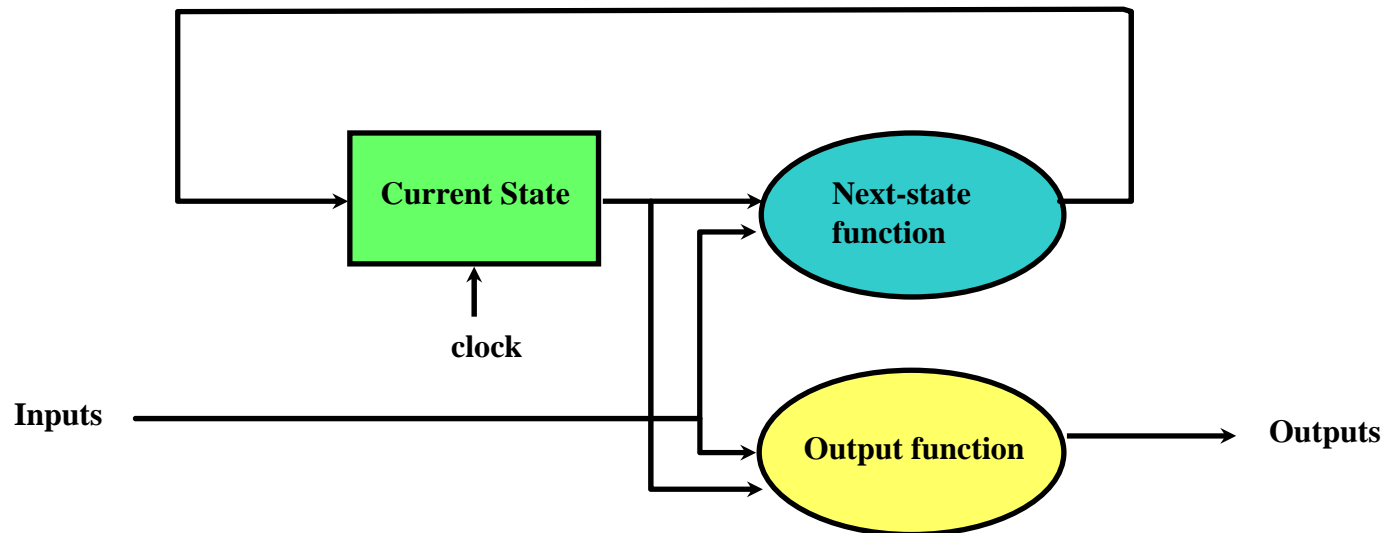 Current State
Next-state
function
clock
Inputs
Output function
Outputs